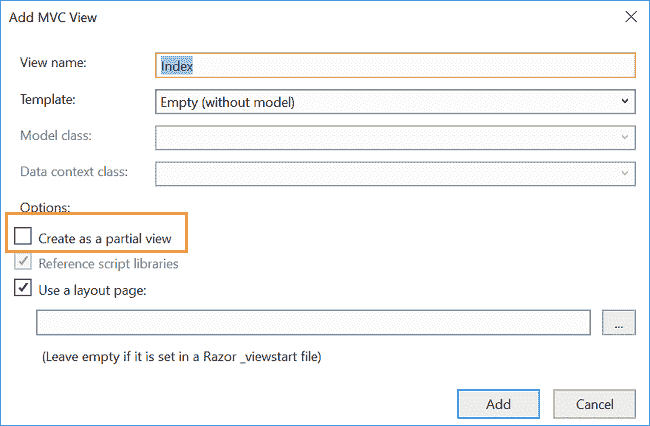 Add MVC View
View name:
Index
Template:
Empty (without model)
Model class:
Data context class:
Options:
Create as a partial view
Reference script libraries
Use a layout page:
...
(Leave empty if it is set in a Razor _viewstart file)
Add
Cancel